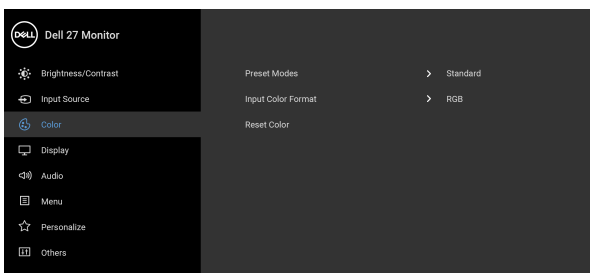 DELL Dell 27 Monitor
Brightness/Contrast
Input Source
Color
Display
Audio
Menu
Personalize
Others
Preset Modes > Standard
Input Color Format > RGB
Reset Color